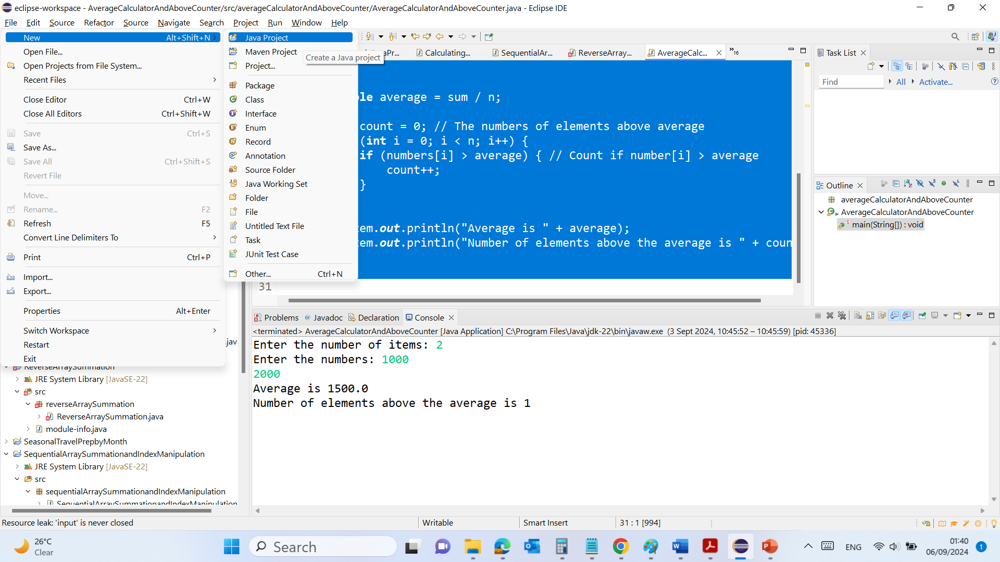 eclipse-workspace - AverageCalculatorAndAboveCounter/src/averageCalculatorAndAboveCounter/AverageCalculatorAndAboveCounter.java - Eclipse IDE
File Edit Source Refactor Source Navigate Search Project Run Window Help
New Alt+Shift+N
Open File...
Open Projects from File System...
Recent Files
Close Editor Ctrl+W
Close All Editors Ctrl+Shift+W
Save Ctrl+S
Save As...
Save All Ctrl+Shift+S
Revert File
Move...
Rename... F2
Refresh F5
Convert Line Delimiters To
Print Ctrl+P
Import...
Export...
Properties Alt+Enter
Switch Workspace
Restart
Exit
Java Project
Maven Project
Project...
Package
Class
Interface
Enum
Record
Annotation
Source Folder
Java Working Set
Folder
File
Untitled Text File
Task
JUnit Test Case
Other... Ctrl+N
Create a Java project
Calculating... SequentialAr... ReverseArray... AverageCalc... »16
average = sum / n;
count = 0; // The numbers of elements above average
(int i = 0; i < n; i++) {
if (numbers[i] > average) { // Count if number[i] > average
count++;
}
tem.out.println("Average is " + average);
tem.out.println("Number of elements above the average is " + coun
31
Task List
Find All Activate...
Outline
averageCalculatorAndAboveCounter
AverageCalculatorAndAboveCounter
main(String[]) : void
Problems Javadoc Declaration Console
<terminated> AverageCalculatorAndAboveCounter [Java Application] C:\Program Files\Java\jdk-22\bin\javaw.exe (3 Sept 2024, 10:45:52 – 10:45:59) [pid: 45336]
Enter the number of items: 2
Enter the numbers: 1000
2000
Average is 1500.0
Number of elements above the average is 1
.java
ReverseArraySummation
JRE System Library [JavaSE-22]
src
reverseArraySummation
ReverseArraySummation.java
module-info.java
SeasonalTravelPrepbyMonth
SequentialArraySummationandIndexManipulation
JRE System Library [JavaSE-22]
src
sequentialArraySummationandIndexManipulation
SequentialArraySummationandIndexManipulation
Resource leak: 'input' is never closed
Writable Smart Insert 31 : 1 [994]
26°C
Clear
Search
ENG
01:40
06/09/2024
1